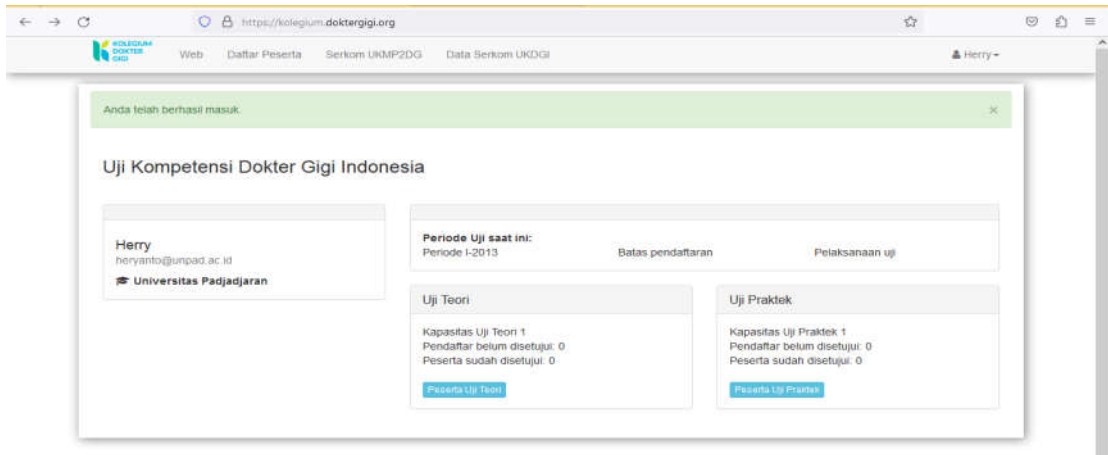 https://kolegium.doktergigi.org
KOLEGIUM
DOKTER
GIGI
Web Daftar Peserta Serkom UKMP2DG Data Serkom UKDGI
Herry
Anda telah berhasil masuk.
Uji Kompetensi Dokter Gigi Indonesia
Herry
heryanto@unpad.ac.id
Universitas Padjadjaran
Periode Uji saat ini:
Periode I-2013 Batas pendaftaran Pelaksanaan uji
Uji Teori
Kapasitas Uji Teori 1
Pendaftar belum disetujui: 0
Peserta sudah disetujui: 0
Peserta Uji Teori
Uji Praktek
Kapasitas Uji Praktek 1
Pendaftar belum disetujui: 0
Peserta sudah disetujui: 0
Peserta Uji Praktek